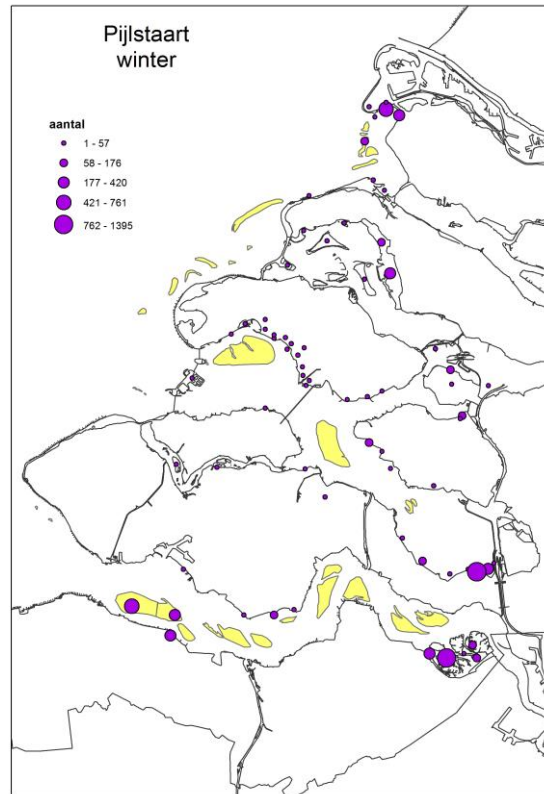 Pijlstaart
winter
aantal
1 - 57
58 - 176
177 - 420
421 - 761
762 - 1395